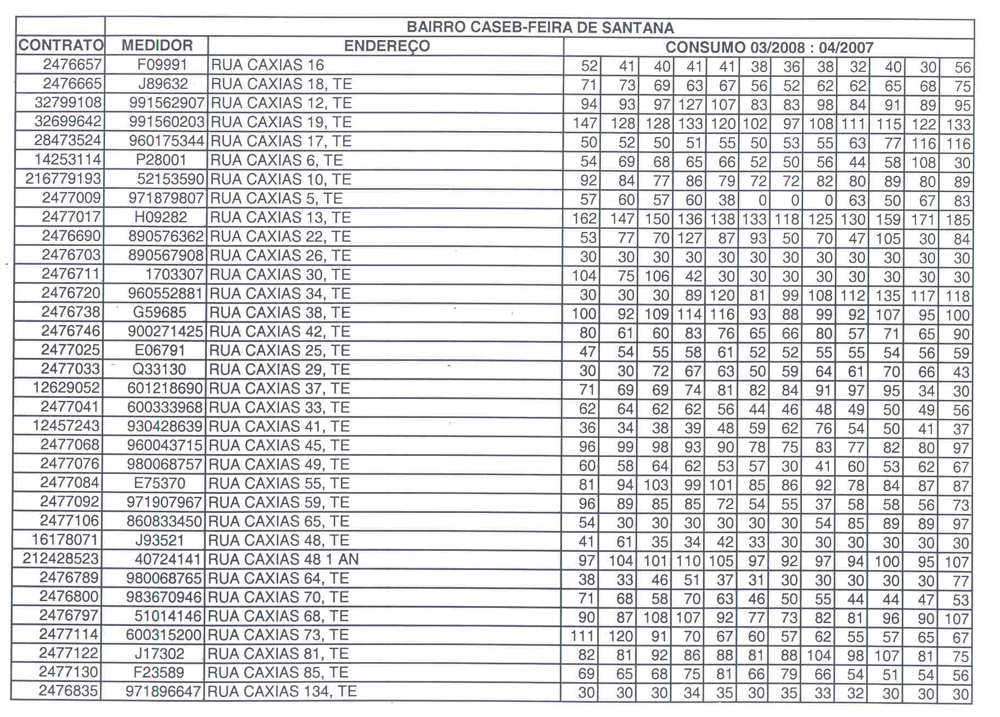 BAIRRO CASEB-FEIRA DE SANTANA
CONTRATO MEDIDOR ENDEREÇO CONSUMO 03/2008 : 04/2007
2476657 F09991 RUA CAXIAS 16 52 41 40 41 41 38 36 38 32 40 30 56
2476665 J89632 RUA CAXIAS 18, TE 71 73 69 63 67 56 52 62 62 65 68 75
32799108 991562907 RUA CAXIAS 12, TE 94 93 97 127 107 83 83 98 84 91 89 95
32699642 991560203 RUA CAXIAS 19, TE 147 128 128 133 120 102 97 108 111 115 122 133
28473524 960175344 RUA CAXIAS 17, TE 50 52 50 51 55 50 53 55 63 77 116 116
14253114 P28001 RUA CAXIAS 6, TE 54 69 68 65 66 52 50 56 44 58 108 30
216779193 52153590 RUA CAXIAS 10, TE 92 84 77 86 79 72 72 82 80 89 80 89
2477009 971879807 RUA CAXIAS 5, TE 57 60 57 60 38 0 0 0 63 50 67 83
2477017 H09282 RUA CAXIAS 13, TE 162 147 150 136 138 133 118 125 130 159 171 185
2476690 890576362 RUA CAXIAS 22, TE 53 77 70 127 87 93 50 70 47 105 30 84
2476703 890567908 RUA CAXIAS 26, TE 30 30 30 30 30 30 30 30 30 30 30 30
2476711 1703307 RUA CAXIAS 30, TE 104 75 106 42 30 30 30 30 30 30 30 30
2476720 960552881 RUA CAXIAS 34, TE 30 30 30 89 120 81 99 108 112 135 117 118
2476738 G59685 RUA CAXIAS 38, TE 100 92 109 114 116 93 88 99 92 107 95 100
2476746 900271425 RUA CAXIAS 42, TE 80 61 60 83 76 65 66 80 57 71 65 90
2477025 E06791 RUA CAXIAS 25, TE 47 54 55 58 61 52 52 55 55 54 56 59
2477033 Q33130 RUA CAXIAS 29, TE 30 30 72 67 63 50 59 64 61 70 66 43
12629052 601218690 RUA CAXIAS 37, TE 71 69 69 74 81 82 84 91 97 95 34 30
2477041 600333968 RUA CAXIAS 33, TE 62 64 62 62 56 44 46 48 49 50 49 56
12457243 930428639 RUA CAXIAS 41, TE 36 34 38 39 48 59 62 76 54 50 41 37
2477068 960043715 RUA CAXIAS 45, TE 96 99 98 93 90 78 75 83 77 82 80 97
2477076 980068757 RUA CAXIAS 49, TE 60 58 64 62 53 57 30 41 60 53 62 67
2477084 E75370 RUA CAXIAS 55, TE 81 94 103 99 101 85 86 92 78 84 87 87
2477092 971907967 RUA CAXIAS 59, TE 96 89 85 85 72 54 55 37 58 58 56 73
2477106 860833450 RUA CAXIAS 65, TE 54 30 30 30 30 30 30 54 85 89 89 97
16178071 J93521 RUA CAXIAS 48, TE 41 61 35 34 42 33 30 30 30 30 30 30
212428523 40724141 RUA CAXIAS 48 1 AN 97 104 101 110 105 97 92 97 94 100 95 107
2476789 980068765 RUA CAXIAS 64, TE 38 33 46 51 37 31 30 30 30 30 30 77
2476800 983670946 RUA CAXIAS 70, TE 71 68 58 70 63 46 50 55 44 44 47 53
2476797 51014146 RUA CAXIAS 68, TE 90 87 108 107 92 77 73 82 81 96 90 107
2477114 600315200 RUA CAXIAS 73, TE 111 120 91 70 67 60 57 62 55 57 65 67
2477122 J17302 RUA CAXIAS 81, TE 82 81 92 86 88 81 88 104 98 107 81 75
2477130 F23589 RUA CAXIAS 85, TE 69 65 68 75 81 66 79 66 54 51 54 56
2476835 971896647 RUA CAXIAS 134, TE 30 30 30 34 35 30 35 33 32 30 30 30